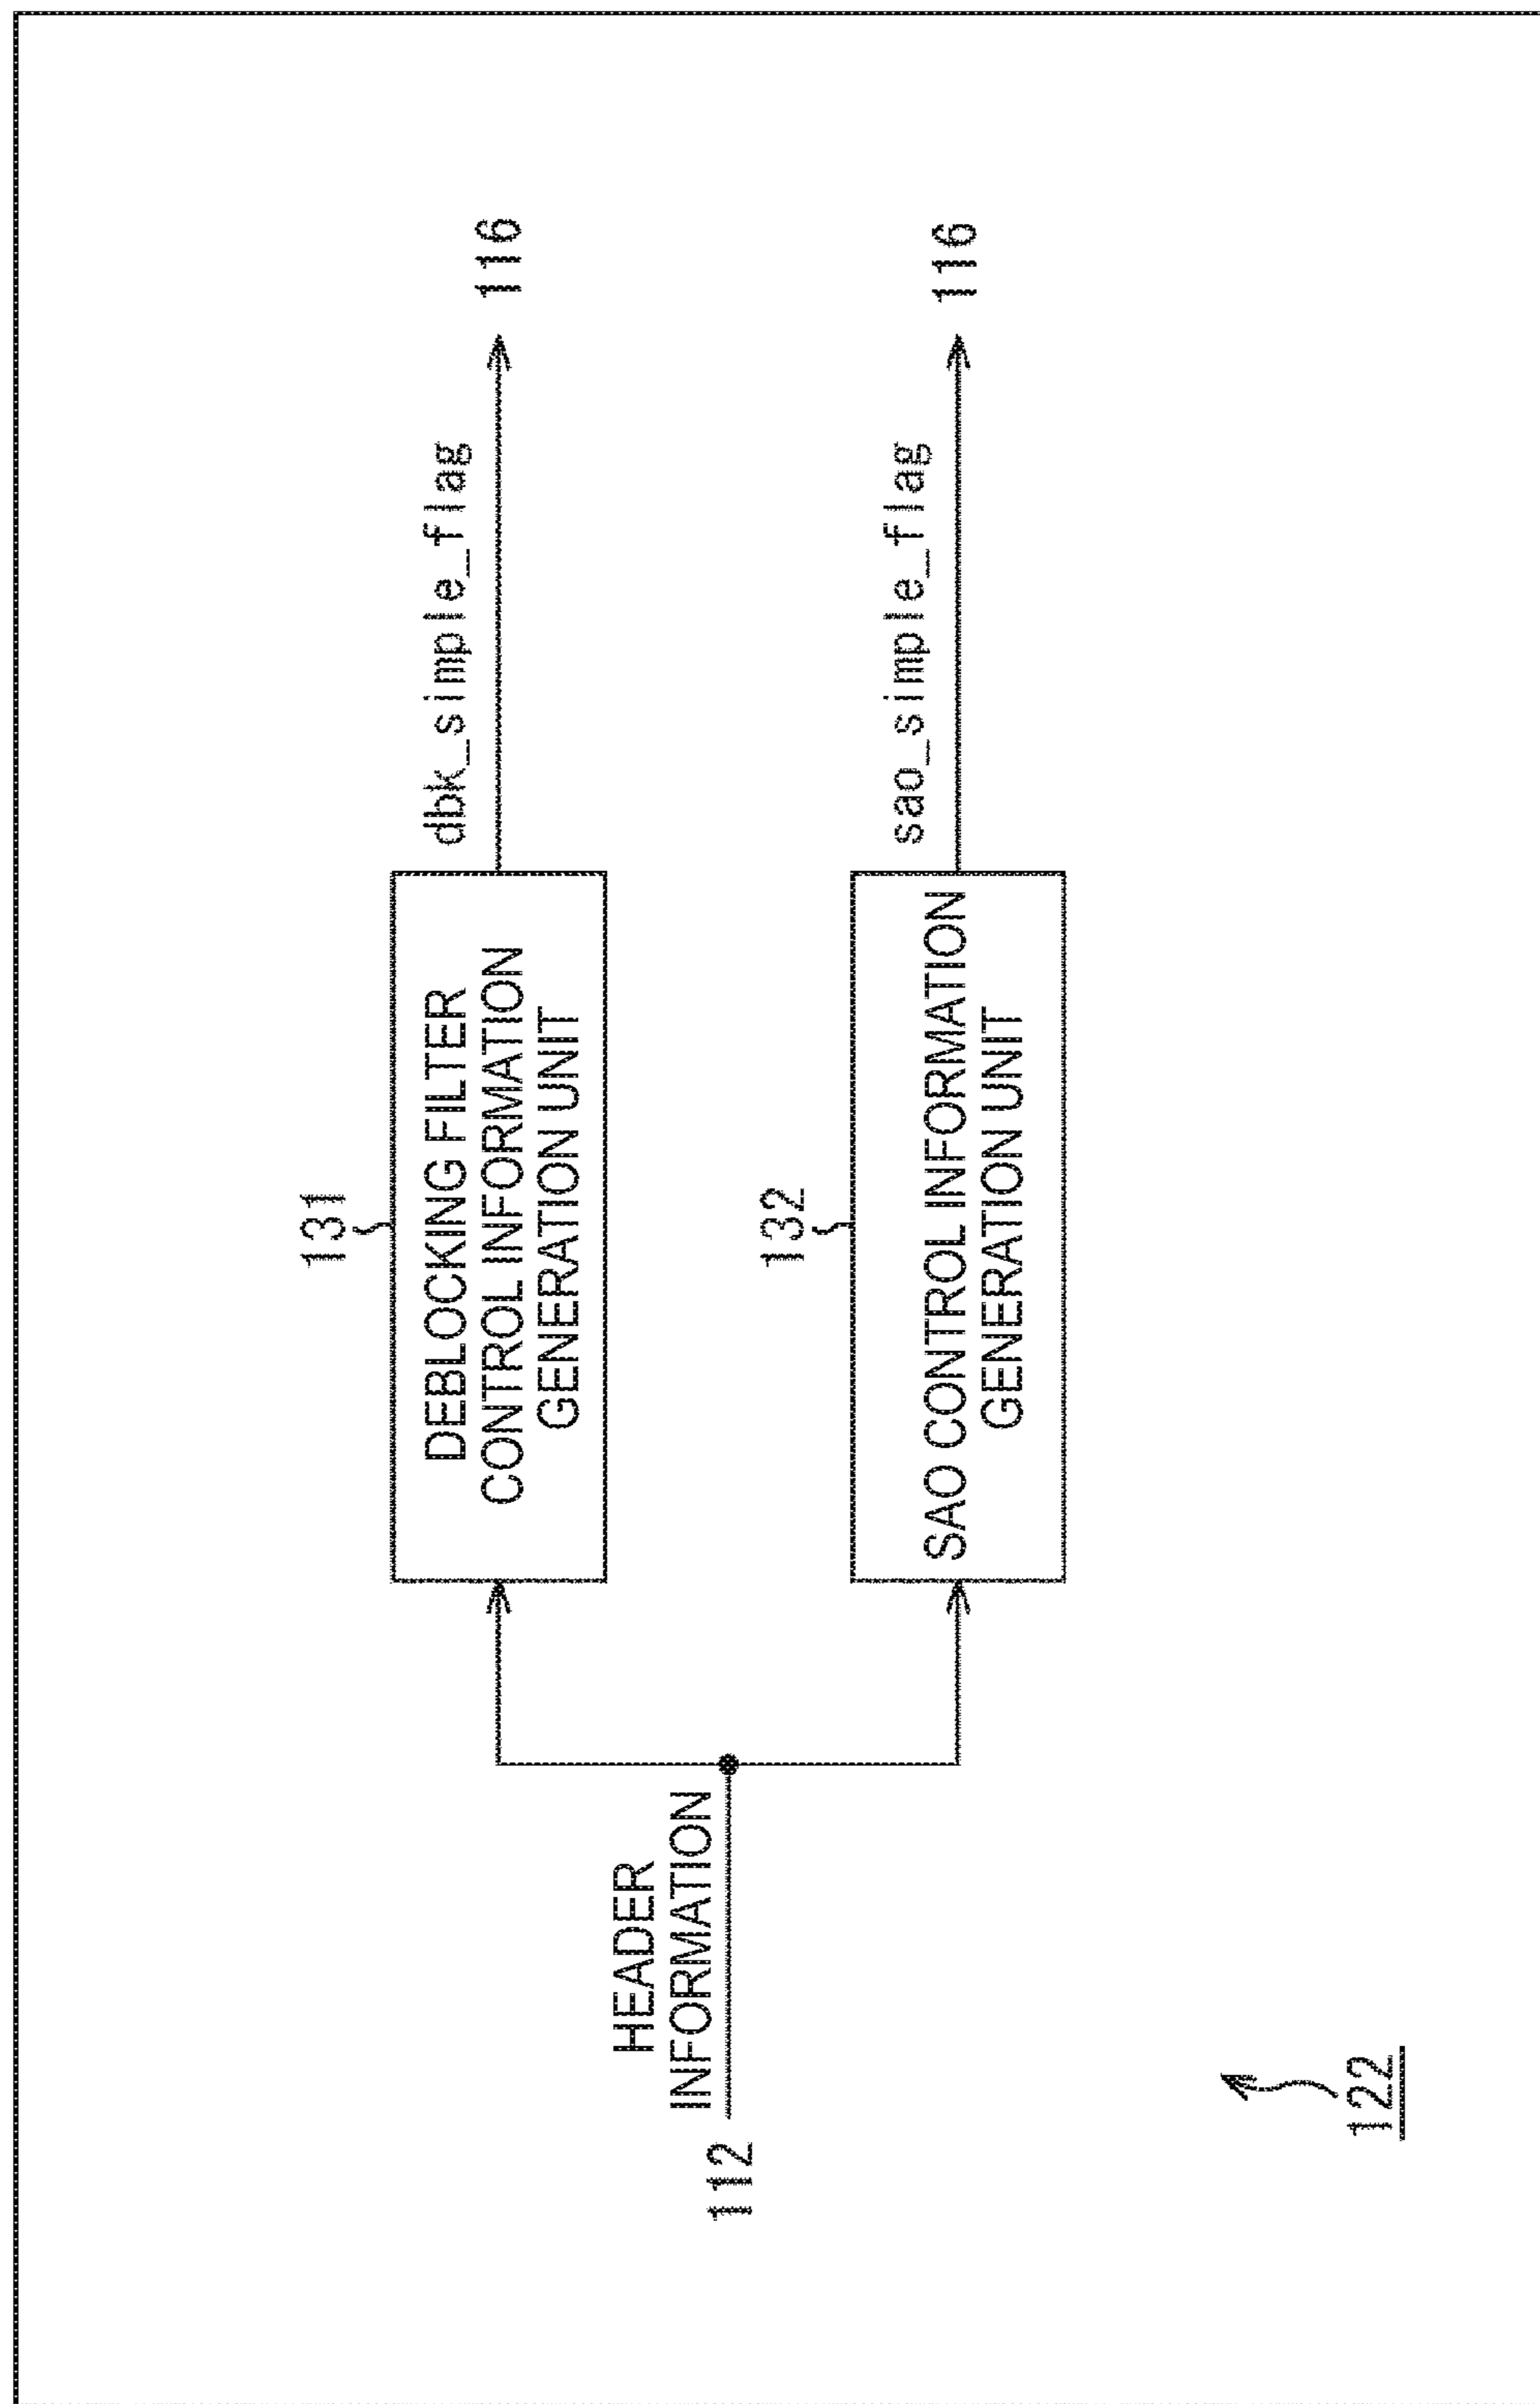 131
DEBLOCKING FILTER
CONTROL INFORMATION
GENERATION UNIT
dbk_simple_flag
116
HEADER
INFORMATION
112
132
SAO CONTROL INFORMATION
GENERATION UNIT
sao_simple_flag
116
122